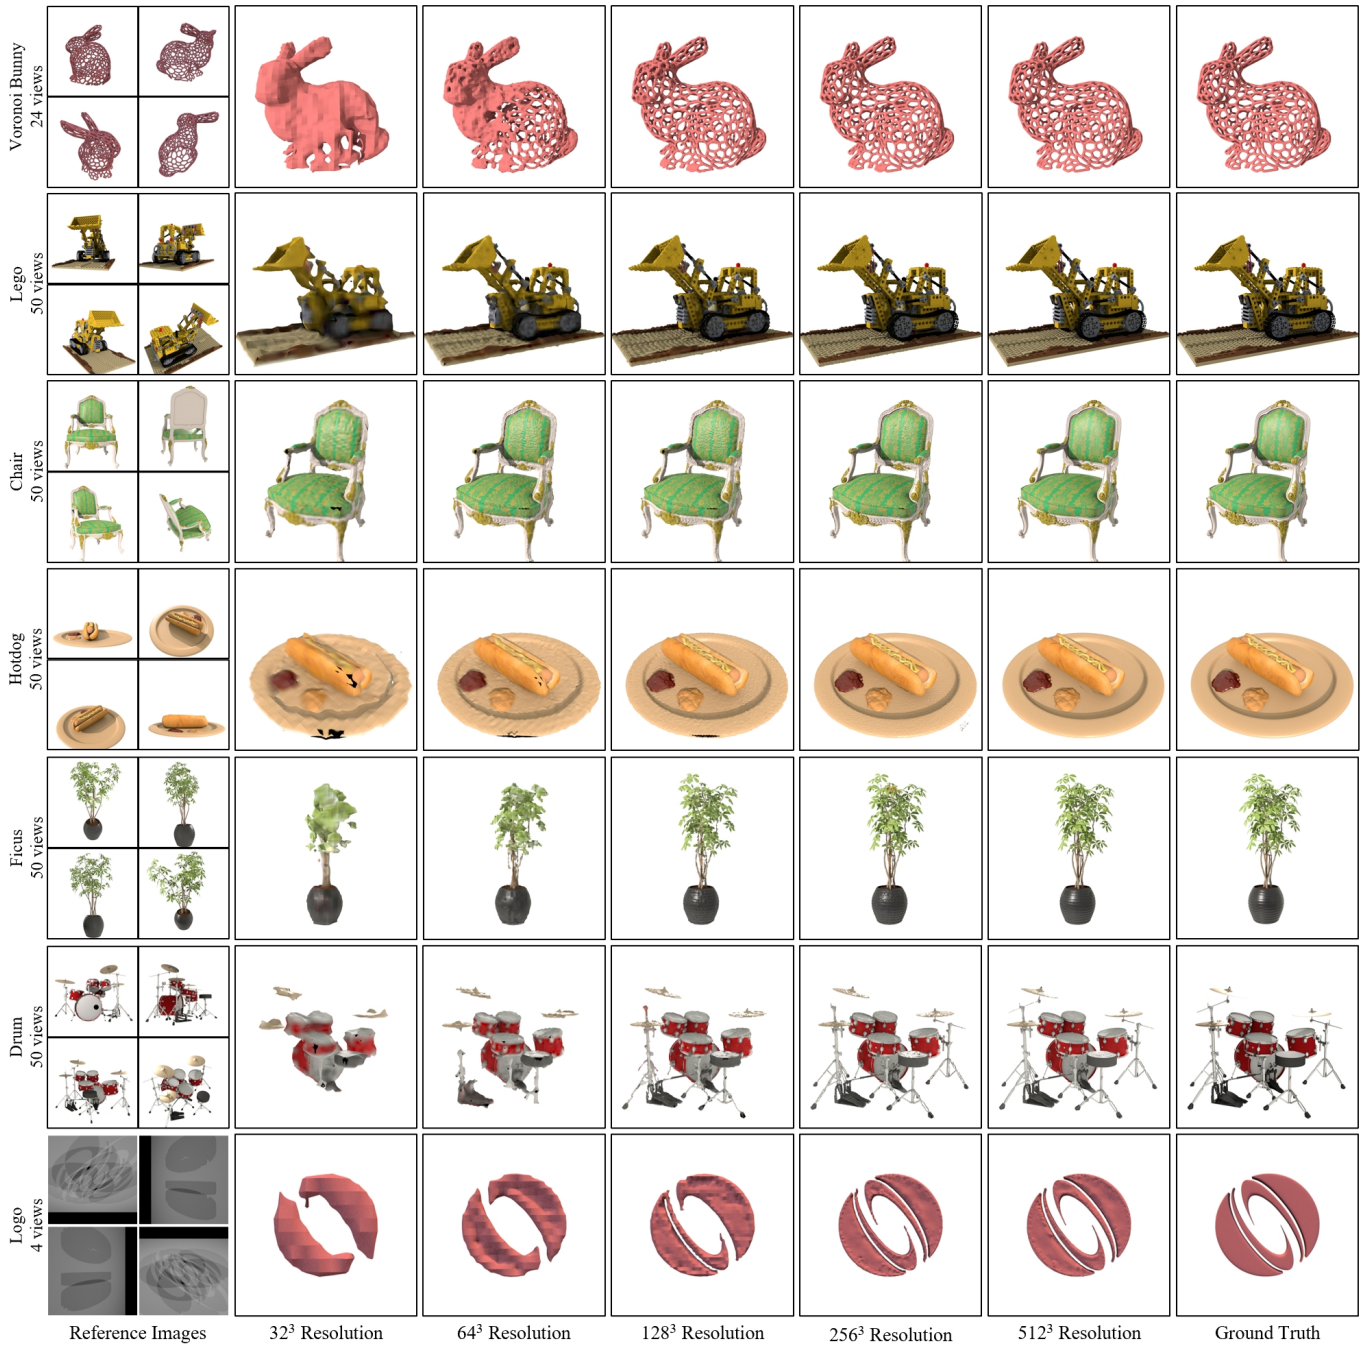 Voronoi Bunny
24 views
Lego
50 views
Chair
50 views
Hotdog
50 views
Ficus
50 views
Drum
50 views
Logo
4 views
Reference Images
32³ Resolution
64³ Resolution
128³ Resolution
256³ Resolution
512³ Resolution
Ground Truth